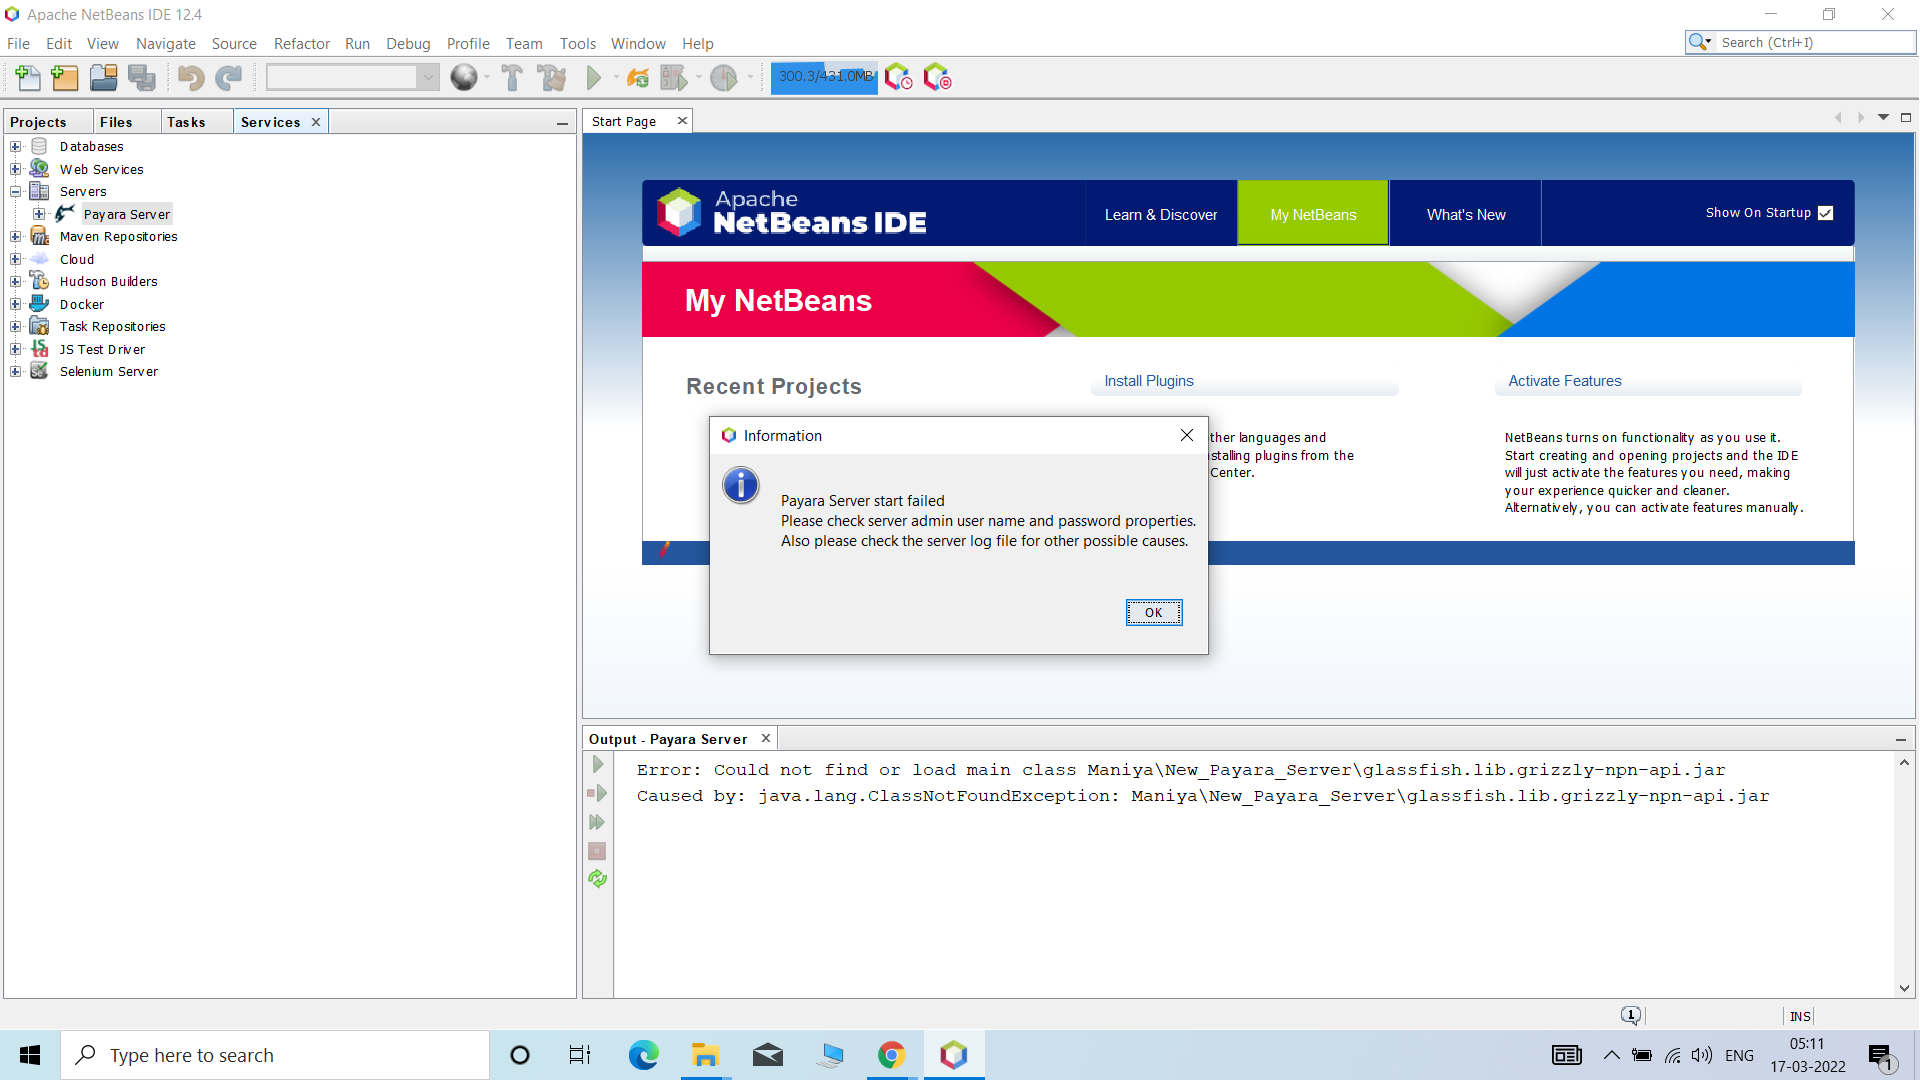 Apache NetBeans IDE 12.4
File Edit View Navigate Source Refactor Run Debug Profile Team Tools Window Help
Search (Ctrl+I)
300.3/431.0MB
Projects Files Tasks Services
Databases
Web Services
Servers
Payara Server
Maven Repositories
Cloud
Hudson Builders
Docker
Task Repositories
JS Test Driver
Selenium Server
Start Page
Apache
NetBeans IDE
Learn & Discover
My NetBeans
What's New
Show On Startup
My NetBeans
Recent Projects
Install Plugins
ther languages and
stalling plugins from the
Center.
Activate Features
NetBeans turns on functionality as you use it.
Start creating and opening projects and the IDE
will just activate the features you need, making
your experience quicker and cleaner.
Alternatively, you can activate features manually.
Information
Payara Server start failed
Please check server admin user name and password properties.
Also please check the server log file for other possible causes.
OK
Output - Payara Server
Error: Could not find or load main class Maniya\New_Payara_Server\glassfish.lib.grizzly-npn-api.jar
Caused by: java.lang.ClassNotFoundException: Maniya\New_Payara_Server\glassfish.lib.grizzly-npn-api.jar
1
INS
Type here to search
ENG
05:11
17-03-2022
1